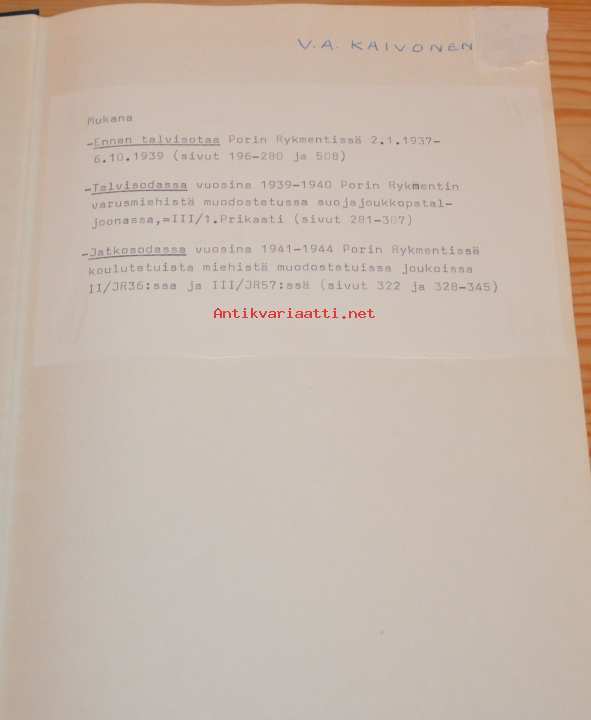 V.A. KAIVONEN
Mukana
-Ennen talvisotaa Porin Rykmentissä 2.1.1937-
6.10.1939 (sivut 196-280 ja 508)
-Talvisodassa vuosina 1939-1940 Porin Rykmentin
varusmiehistä muodostetussa suojajoukkopatal-
joonassa,=III/1.Prikaati (sivut 281-307)
-Jatkosodassa vuosina 1941-1944 Porin Rykmentissä
koulutetuista miehistä muodostetuissa joukoissa
II/JR36:ssa ja III/JR57:ssä (sivut 322 ja 328-345)
Antikvariaatti.net